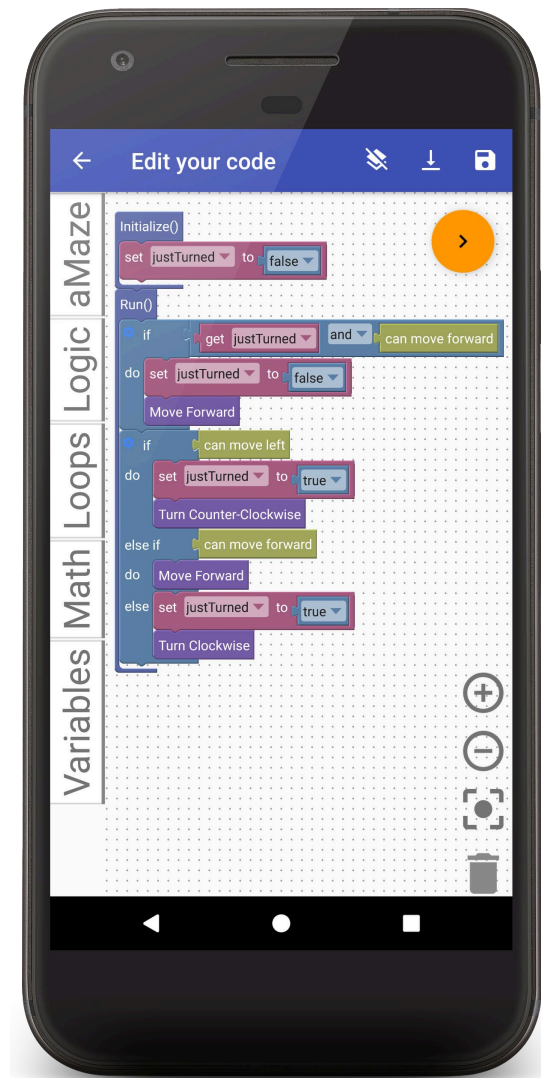 Edit your code
aMaze
Logic
Loops
Math
Variables
Initialize()
set justTurned to false
Run()
if get justTurned and can move forward
do set justTurned to false
Move Forward
if can move left
do set justTurned to true
Turn Counter-Clockwise
else if can move forward
do Move Forward
else set justTurned to true
Turn Clockwise